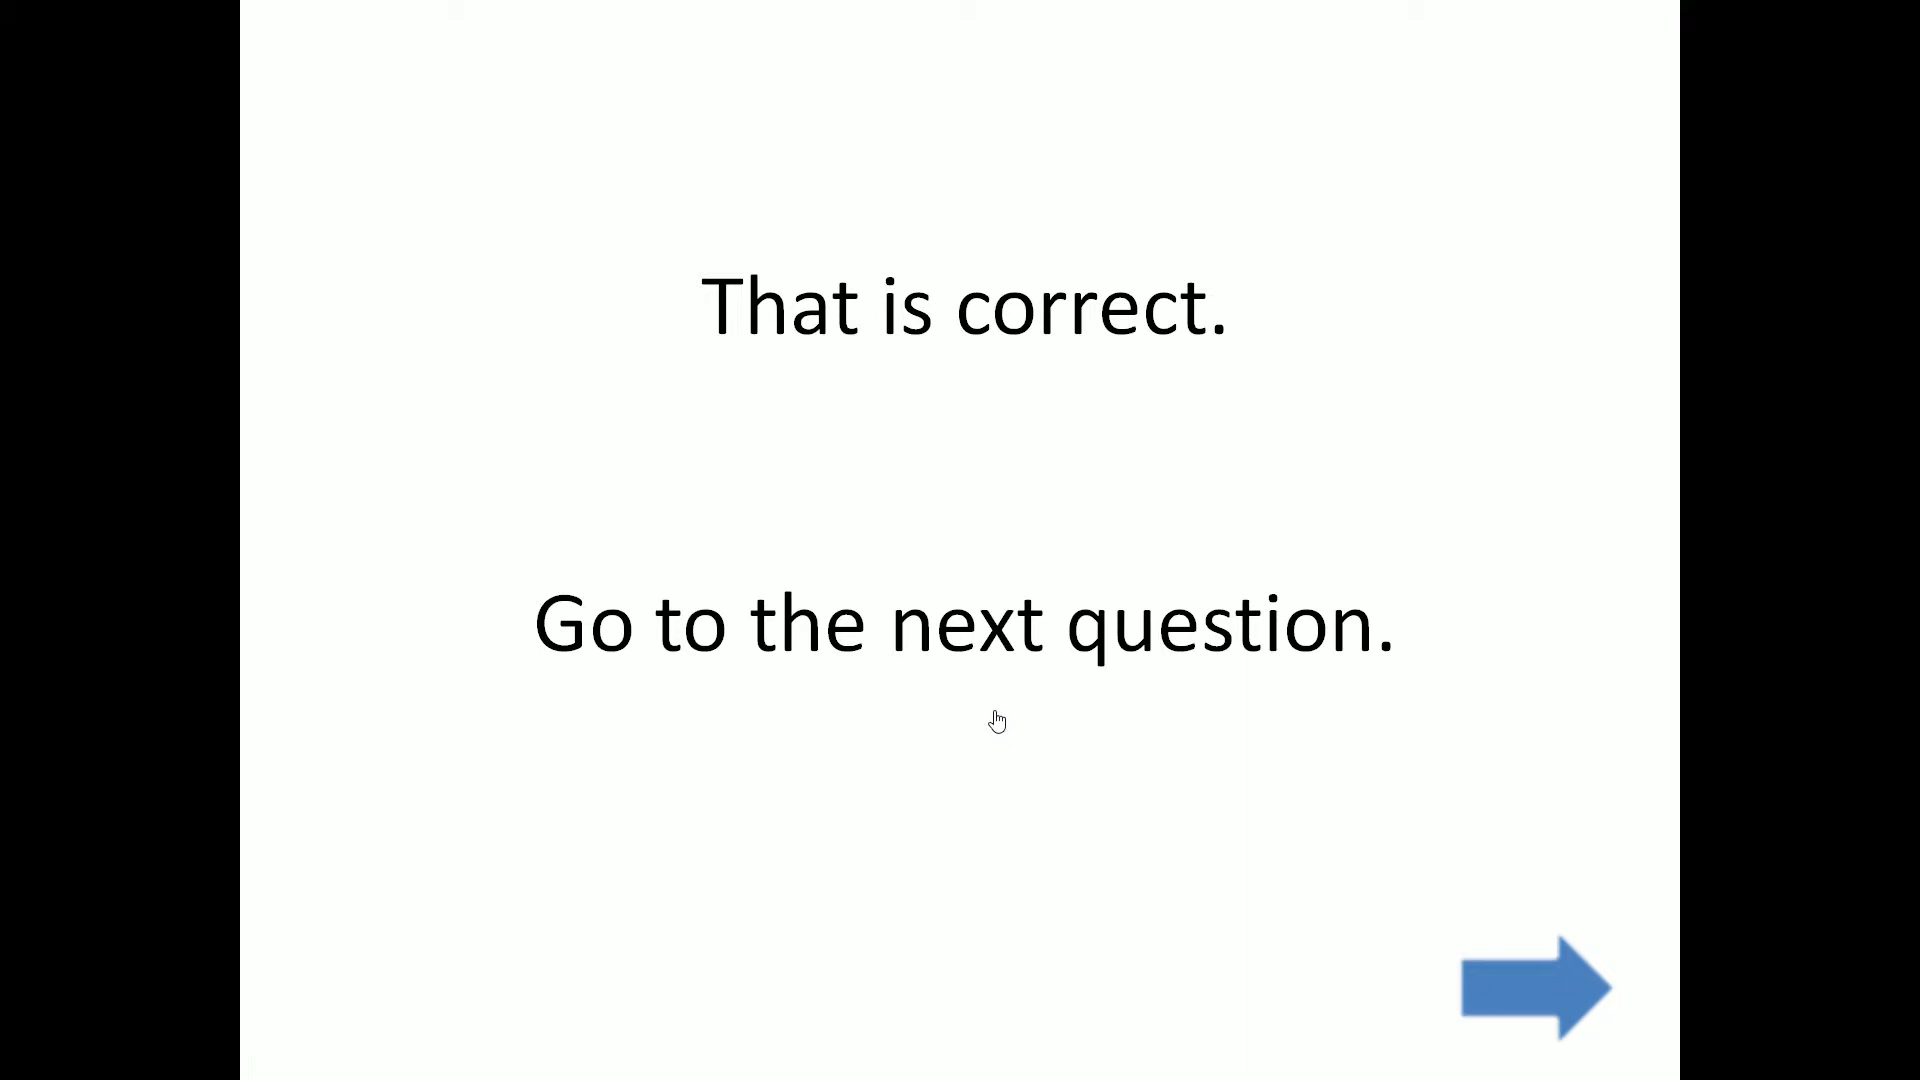 That is correct.
Go to the next question.